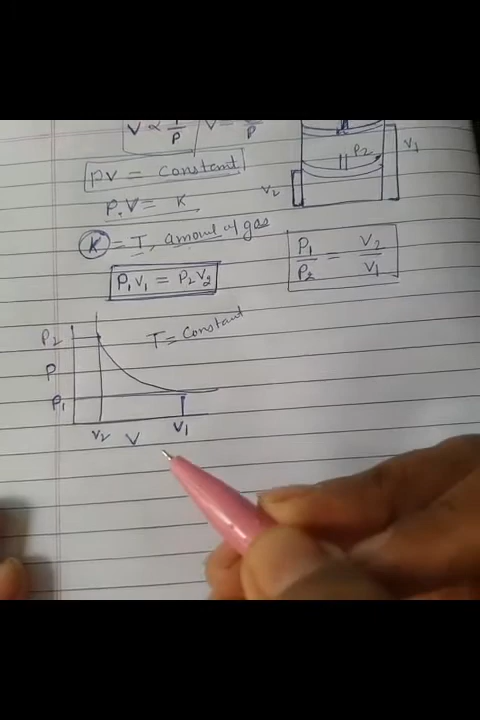 V ∝ 1/P V = /P
PV = constant
P.V = K
K = T, amount of gas
P₁V₁ = P₂V₂
P₁/P₂ = V₂/V₁
P₂
V₁
V₂
T = Constant
P₂
P
P₁
V₂ V V₁